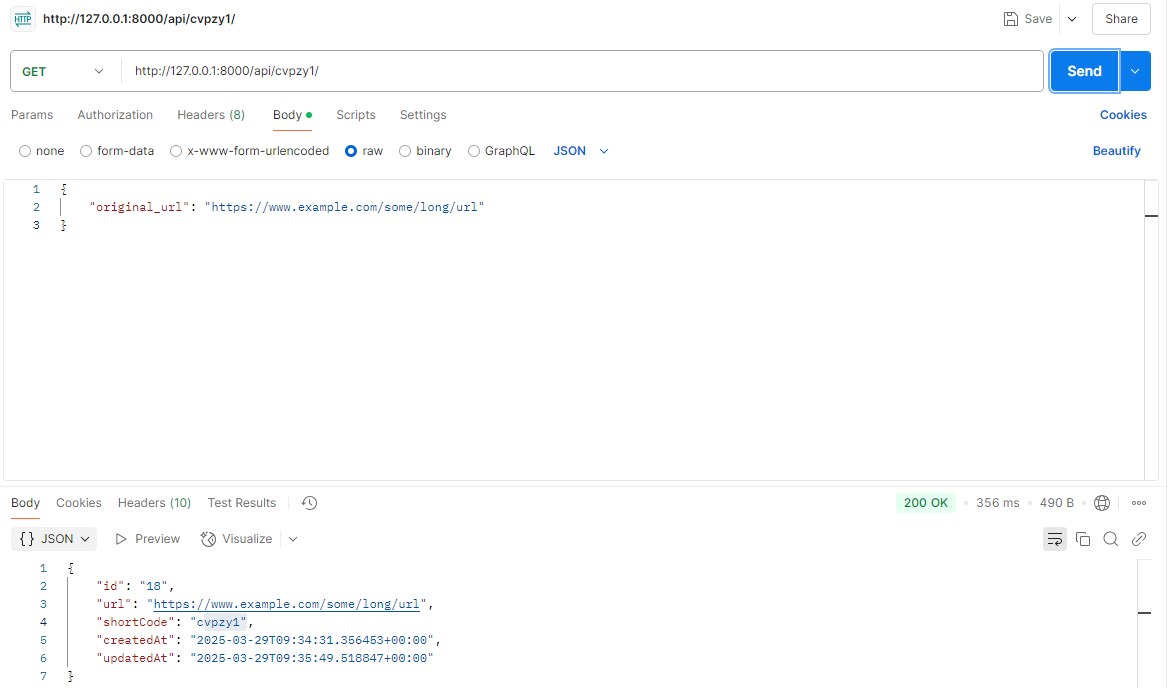 HTTP http://127.0.0.1:8000/api/cvpzy1/ Save Share
GET http://127.0.0.1:8000/api/cvpzy1/ Send
Params Authorization Headers (8) Body Scripts Settings Cookies
none form-data x-www-form-urlencoded raw binary GraphQL JSON Beautify
1 {
2 "original_url": "https://www.example.com/some/long/url"
3 }
Body Cookies Headers (10) Test Results 200 OK 356 ms 490 B
{} JSON Preview Visualize
1 {
2 "id": "18",
3 "url": "https://www.example.com/some/long/url",
4 "shortCode": "cvpzy1",
5 "createdAt": "2025-03-29T09:34:31.356453+00:00",
6 "updatedAt": "2025-03-29T09:35:49.518847+00:00"
7 }